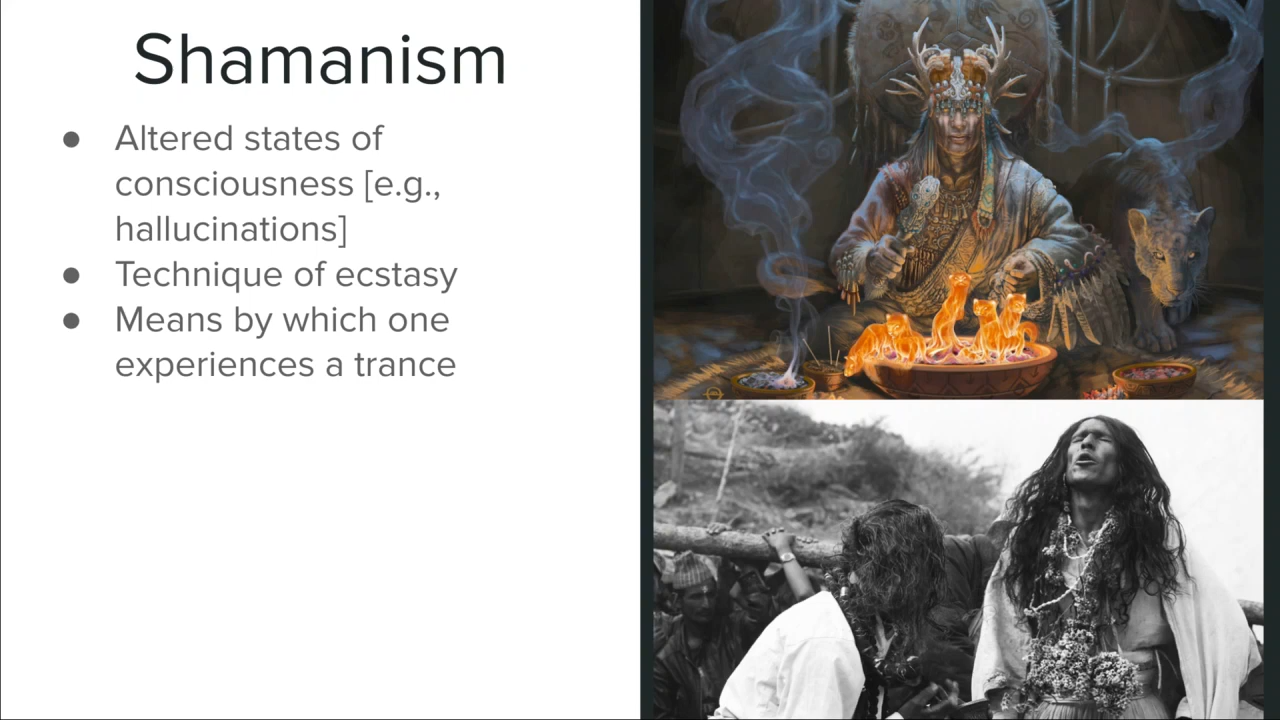 Shamanism
● Altered states of
consciousness [e.g.,
hallucinations]
● Technique of ecstasy
● Means by which one
experiences a trance